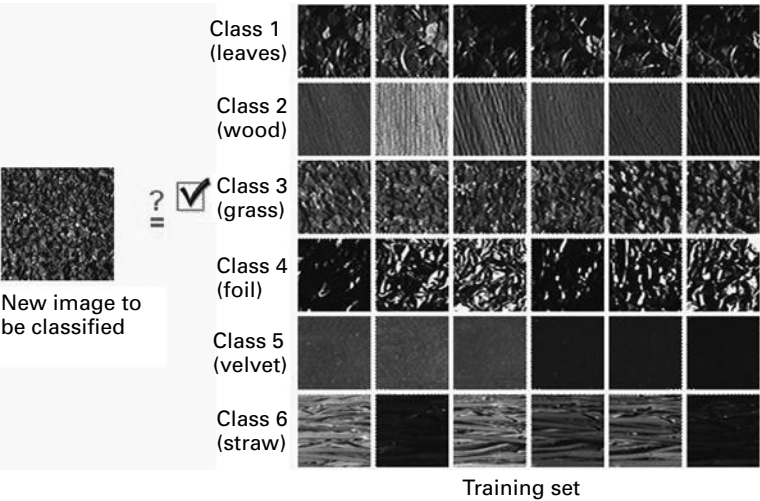 Class 1
(leaves)
Class 2
(wood)
Class 3
(grass)
Class 4
(foil)
Class 5
(velvet)
Class 6
(straw)
?
=
New image to
be classified
Training set